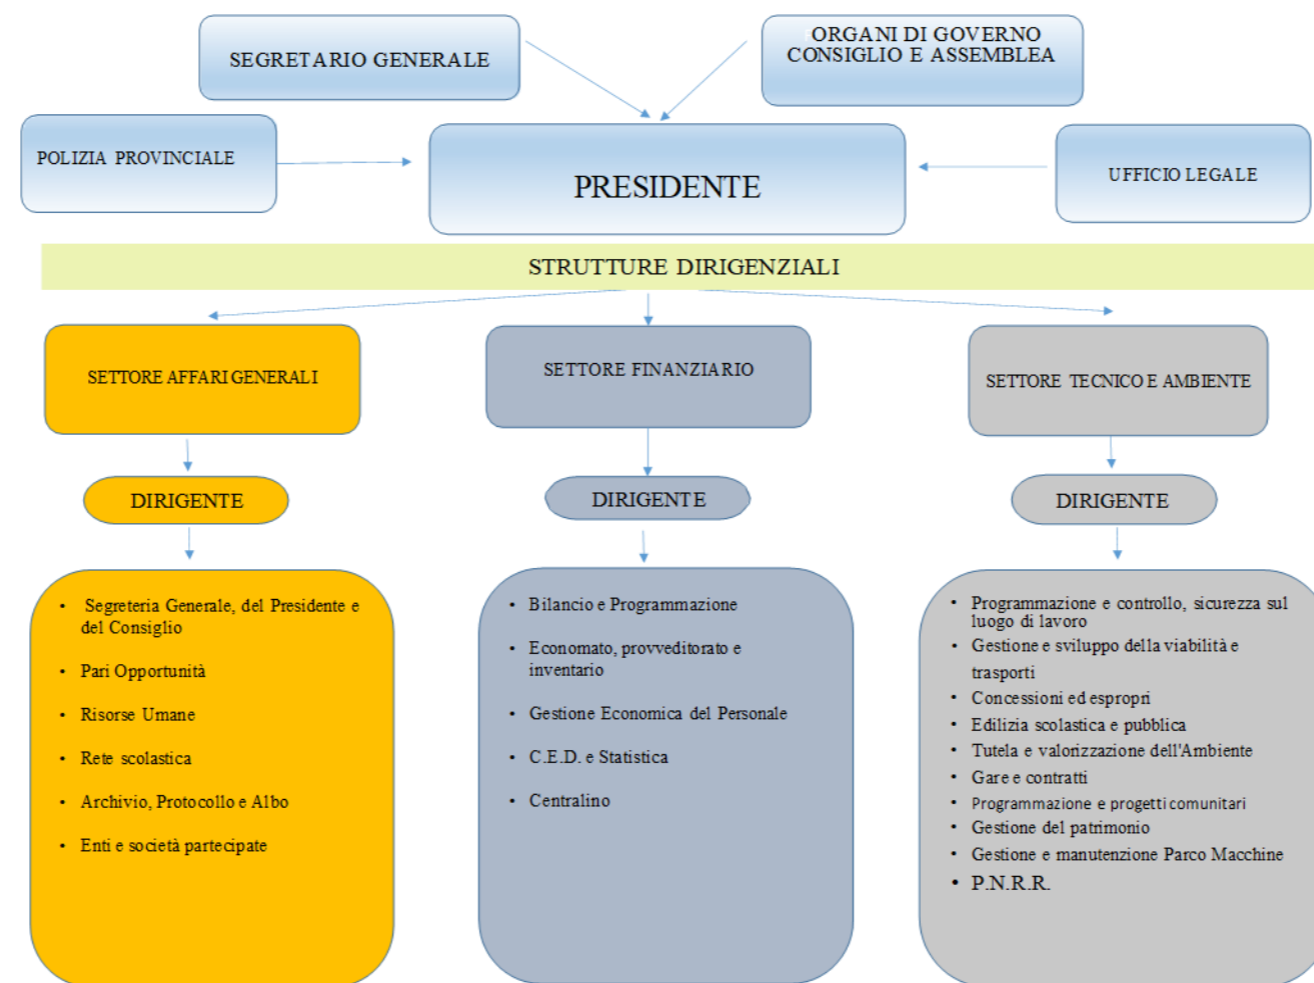 SEGRETARIO GENERALE
ORGANI DI GOVERNO
CONSIGLIO E ASSEMBLEA
POLIZIA PROVINCIALE
PRESIDENTE
UFFICIO LEGALE
STRUTTURE DIRIGENZIALI
SETTORE AFFARI GENERALI
SETTORE FINANZIARIO
SETTORE TECNICO E AMBIENTE
DIRIGENTE
DIRIGENTE
DIRIGENTE
• Segreteria Generale, del Presidente e
del Consiglio
• Pari Opportunità
• Risorse Umane
• Rete scolastica
• Archivio, Protocollo e Albo
• Enti e società partecipate
• Bilancio e Programmazione
• Economato, provveditorato e
inventario
• Gestione Economica del Personale
• C.E.D. e Statistica
• Centralino
• Programmazione e controllo, sicurezza sul
luogo di lavoro
• Gestione e sviluppo della viabilità e
trasporti
• Concessioni ed espropri
• Edilizia scolastica e pubblica
• Tutela e valorizzazione dell'Ambiente
• Gare e contratti
• Programmazione e progetti comunitari
• Gestione del patrimonio
• Gestione e manutenzione Parco Macchine
• P.N.R.R.